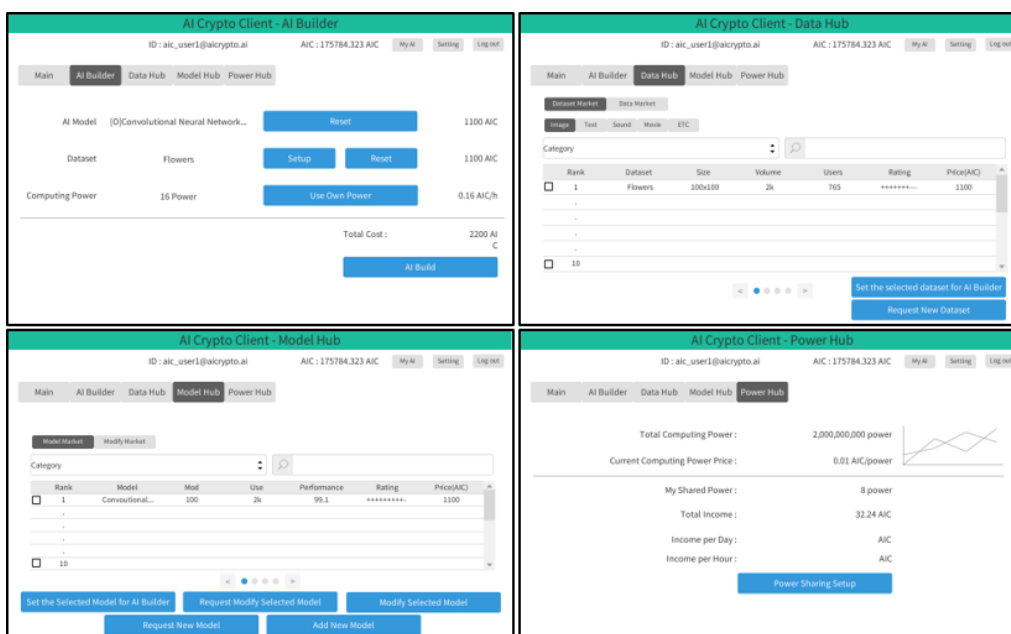 AI Crypto Client - AI Builder
ID : aic_user1@aicrypto.ai AIC : 175784.323 AIC My AI Setting Log out
Main AI Builder Data Hub Model Hub Power Hub
AI Model [O]Convolutional Neural Network... Reset 1100 AIC
Dataset Flowers Setup Reset 1100 AIC
Computing Power 16 Power Use Own Power 0.16 AIC/h
Total Cost : 2200 AI
C
AI Build
AI Crypto Client - Data Hub
ID : aic_user1@aicrypto.ai AIC : 175784.323 AIC My AI Setting Log out
Main AI Builder Data Hub Model Hub Power Hub
Dataset Market Data Market
Image Text Sound Movie ETC
Category
Rank Dataset Size Volume Users Rating Price(AIC)
1 Flowers 100x100 2k 765 +++++++--- 1100
.
.
.
.
10
< >
Set the selected dataset for AI Builder
Request New Dataset
AI Crypto Client - Model Hub
ID : aic_user1@aicrypto.ai AIC : 175784.323 AIC My AI Setting Log out
Main AI Builder Data Hub Model Hub Power Hub
Model Market Modify Market
Category
Rank Model Mod Use Performance Rating Price(AIC)
1 Convoutional... 100 2k 99.1 +++++++++- 1100
.
.
.
.
10
< >
Set the Selected Model for AI Builder Request Modify Selected Model Modify Selected Model
Request New Model Add New Model
AI Crypto Client - Power Hub
ID : aic_user1@aicrypto.ai AIC : 175784.323 AIC My AI Setting Log out
Main AI Builder Data Hub Model Hub Power Hub
Total Computing Power : 2,000,000,000 power
Current Computing Power Price : 0.01 AIC/power
My Shared Power : 8 power
Total Income : 32.24 AIC
Income per Day : AIC
Income per Hour : AIC
Power Sharing Setup